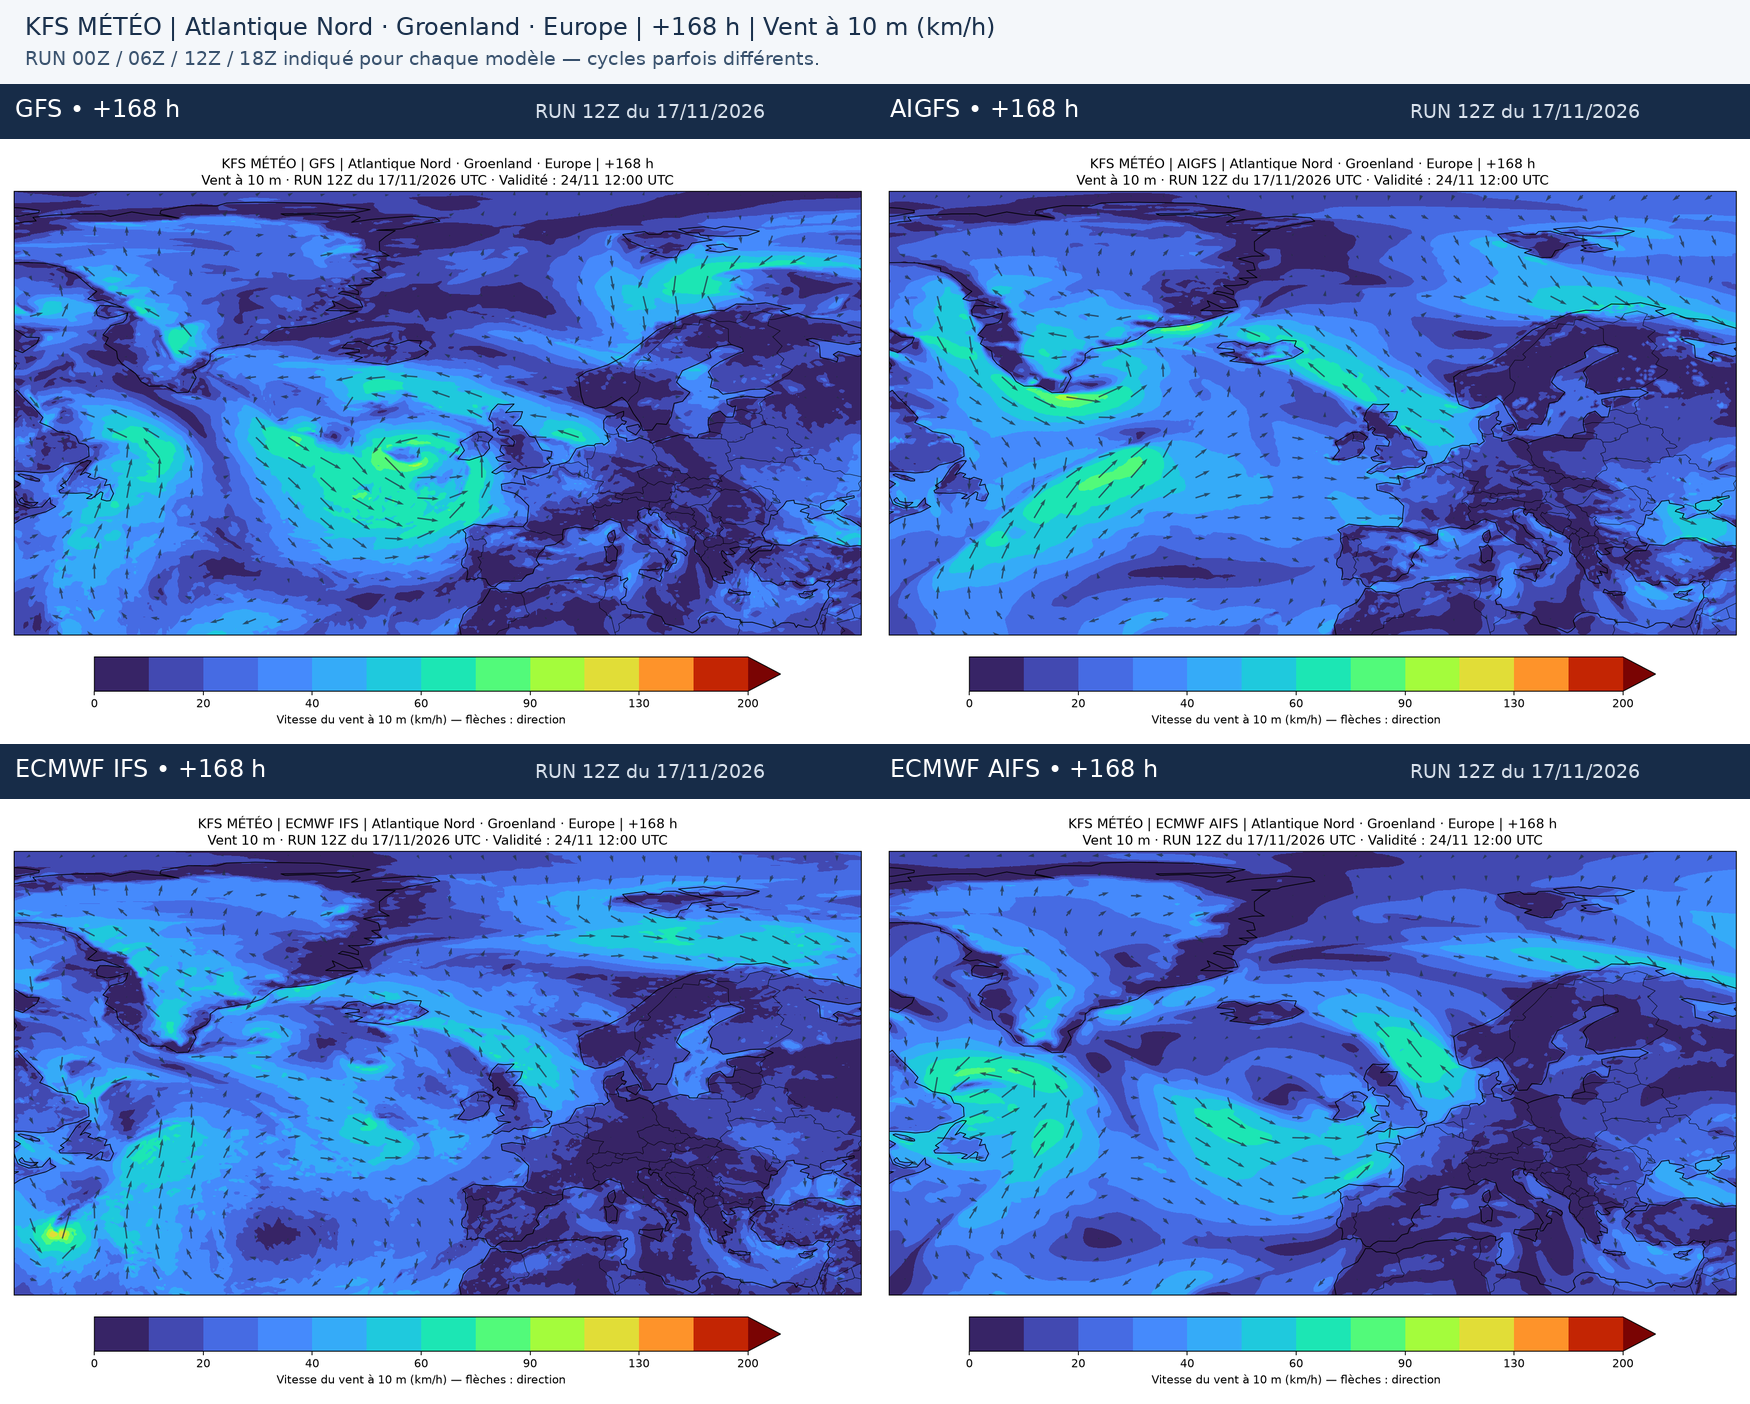 KFS MÉTÉO | Atlantique Nord · Groenland · Europe | +168 h | Vent à 10 m (km/h)
RUN 00Z / 06Z / 12Z / 18Z indiqué pour chaque modèle — cycles parfois différents.
GFS • +168 h
RUN 12Z du 17/11/2026
KFS MÉTÉO | GFS | Atlantique Nord · Groenland · Europe | +168 h
Vent à 10 m · RUN 12Z du 17/11/2026 UTC · Validité : 24/11 12:00 UTC
0 20 40 60 90 130 200
Vitesse du vent à 10 m (km/h) — flèches : direction
AIGFS • +168 h
RUN 12Z du 17/11/2026
KFS MÉTÉO | AIGFS | Atlantique Nord · Groenland · Europe | +168 h
Vent à 10 m · RUN 12Z du 17/11/2026 UTC · Validité : 24/11 12:00 UTC
0 20 40 60 90 130 200
Vitesse du vent à 10 m (km/h) — flèches : direction
ECMWF IFS • +168 h
RUN 12Z du 17/11/2026
KFS MÉTÉO | ECMWF IFS | Atlantique Nord · Groenland · Europe | +168 h
Vent 10 m · RUN 12Z du 17/11/2026 UTC · Validité : 24/11 12:00 UTC
0 20 40 60 90 130 200
Vitesse du vent à 10 m (km/h) — flèches : direction
ECMWF AIFS • +168 h
RUN 12Z du 17/11/2026
KFS MÉTÉO | ECMWF AIFS | Atlantique Nord · Groenland · Europe | +168 h
Vent 10 m · RUN 12Z du 17/11/2026 UTC · Validité : 24/11 12:00 UTC
0 20 40 60 90 130 200
Vitesse du vent à 10 m (km/h) — flèches : direction